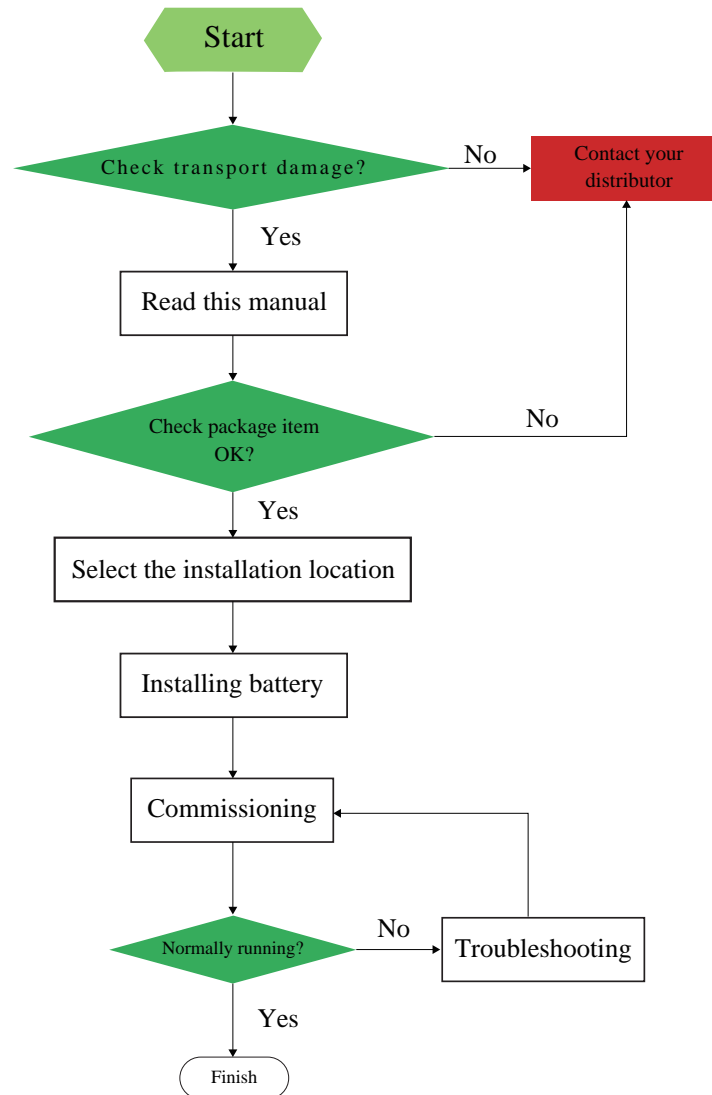 Start
Check transport damage?
No
Contact your
distributor
Yes
Read this manual
Check package item
OK?
No
Yes
Select the installation location
Installing battery
Commissioning
Normally running?
No
Troubleshooting
Yes
Finish